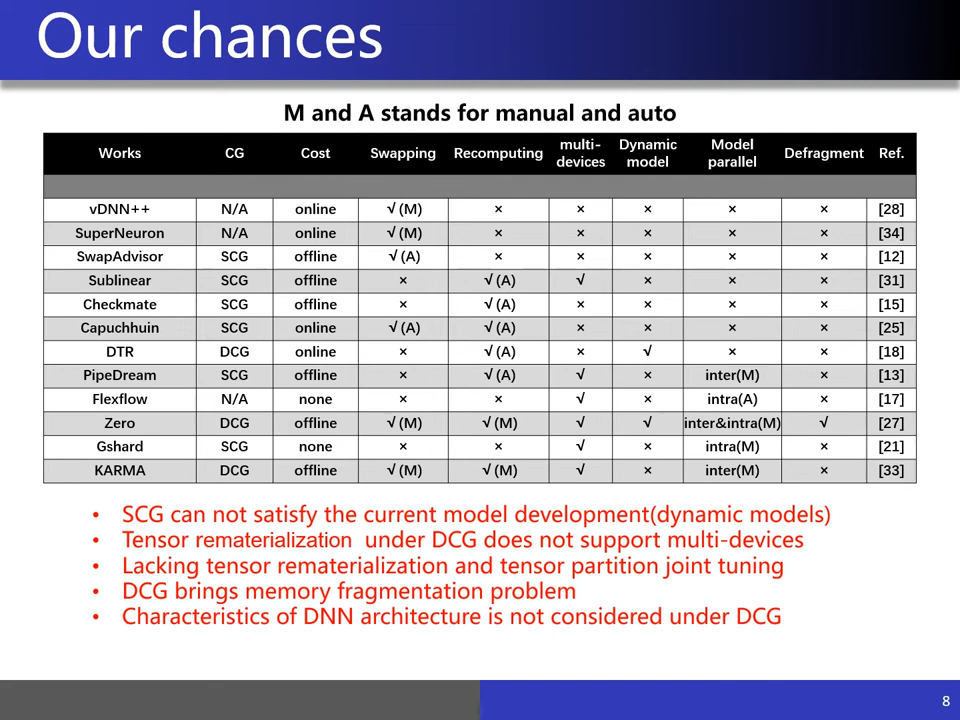 Our chances
M and A stands for manual and auto
Works CG Cost Swapping Recomputing multi-devices Dynamic model Model parallel Defragment Ref.
vDNN++ N/A online √ (M) × × × × × [28]
SuperNeuron N/A online √ (M) × × × × × [34]
SwapAdvisor SCG offline √ (A) × × × × × [12]
Sublinear SCG offline × √ (A) √ × × × [31]
Checkmate SCG offline × √ (A) × × × × [15]
Capuchhuin SCG online √ (A) √ (A) × × × × [25]
DTR DCG online × √ (A) × √ × × [18]
PipeDream SCG offline × √ (A) √ × inter(M) × [13]
Flexflow N/A none × × √ × intra(A) × [17]
Zero DCG offline √ (M) √ (M) √ √ inter&intra(M) √ [27]
Gshard SCG none × × √ × intra(M) × [21]
KARMA DCG offline √ (M) √ (M) √ × inter(M) × [33]
• SCG can not satisfy the current model development(dynamic models)
• Tensor rematerialization under DCG does not support multi-devices
• Lacking tensor rematerialization and tensor partition joint tuning
• DCG brings memory fragmentation problem
• Characteristics of DNN architecture is not considered under DCG
8